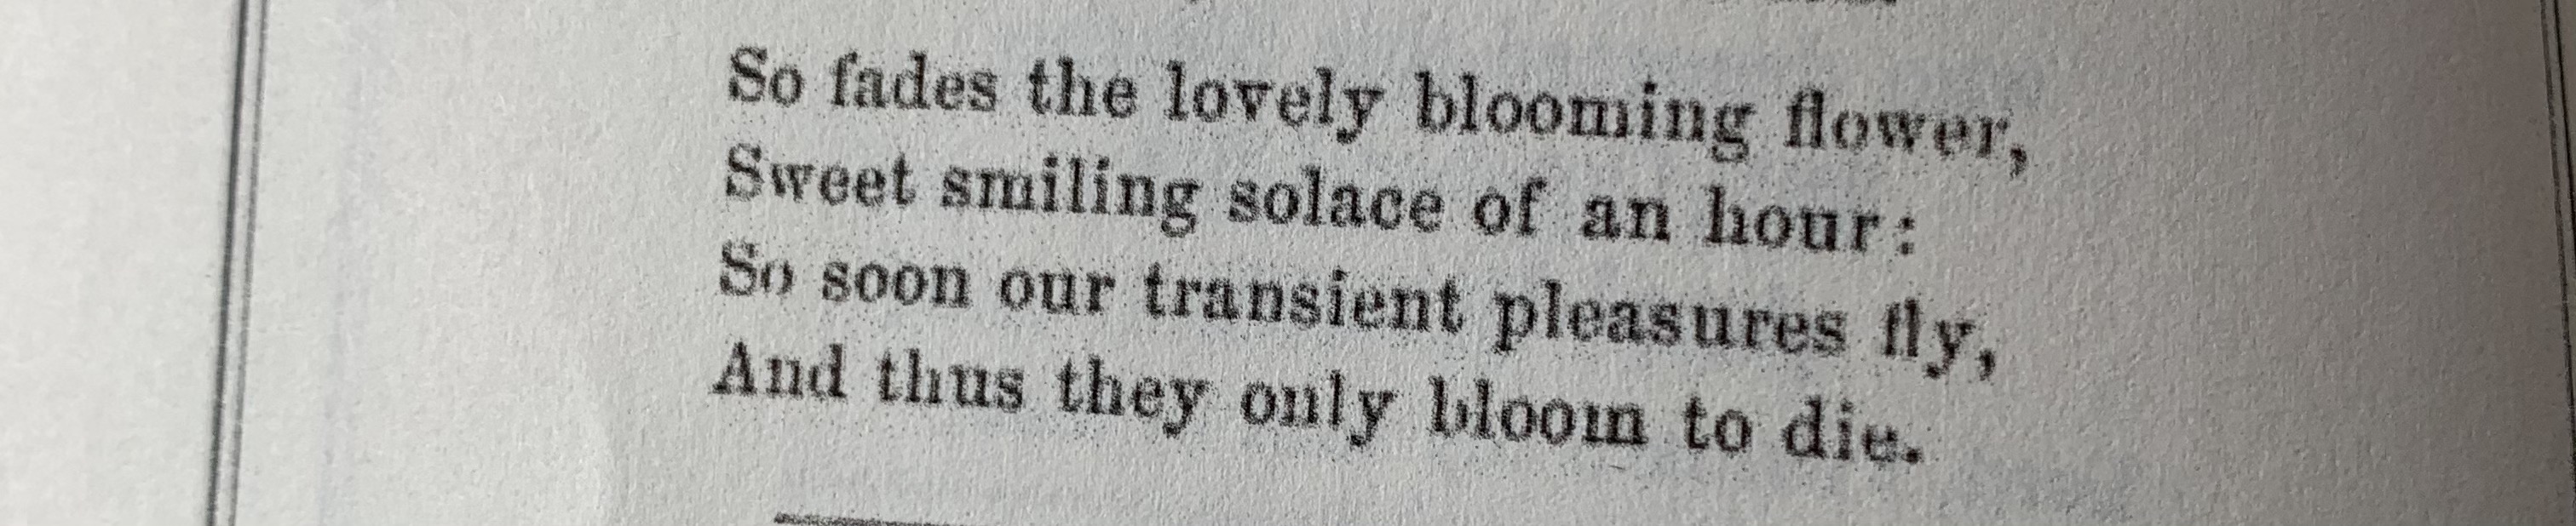 So fades the lovely blooming flower,
Sweet smiling solace of an hour:
So soon our transient pleasures fly,
And thus they only bloom to die.